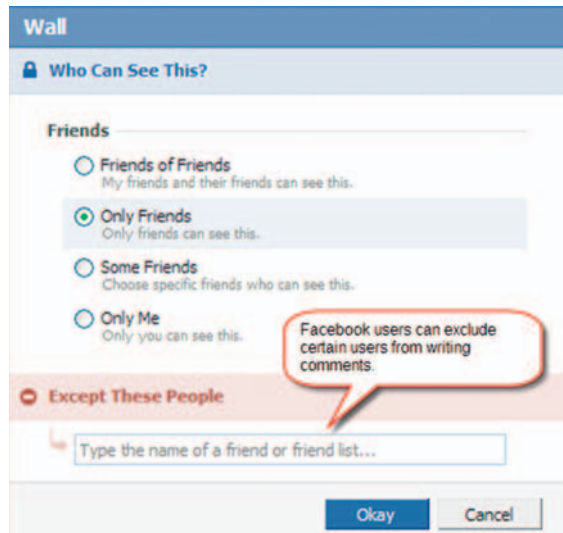 Wall
Who Can See This?
Friends
Friends of Friends
My friends and their friends can see this.
Only Friends
Only friends can see this.
Some Friends
Choose specific friends who can see this.
Only Me
Only you can see this.
Facebook users can exclude
certain users from writing
comments.
Except These People
Type the name of a friend or friend list...
Okay Cancel